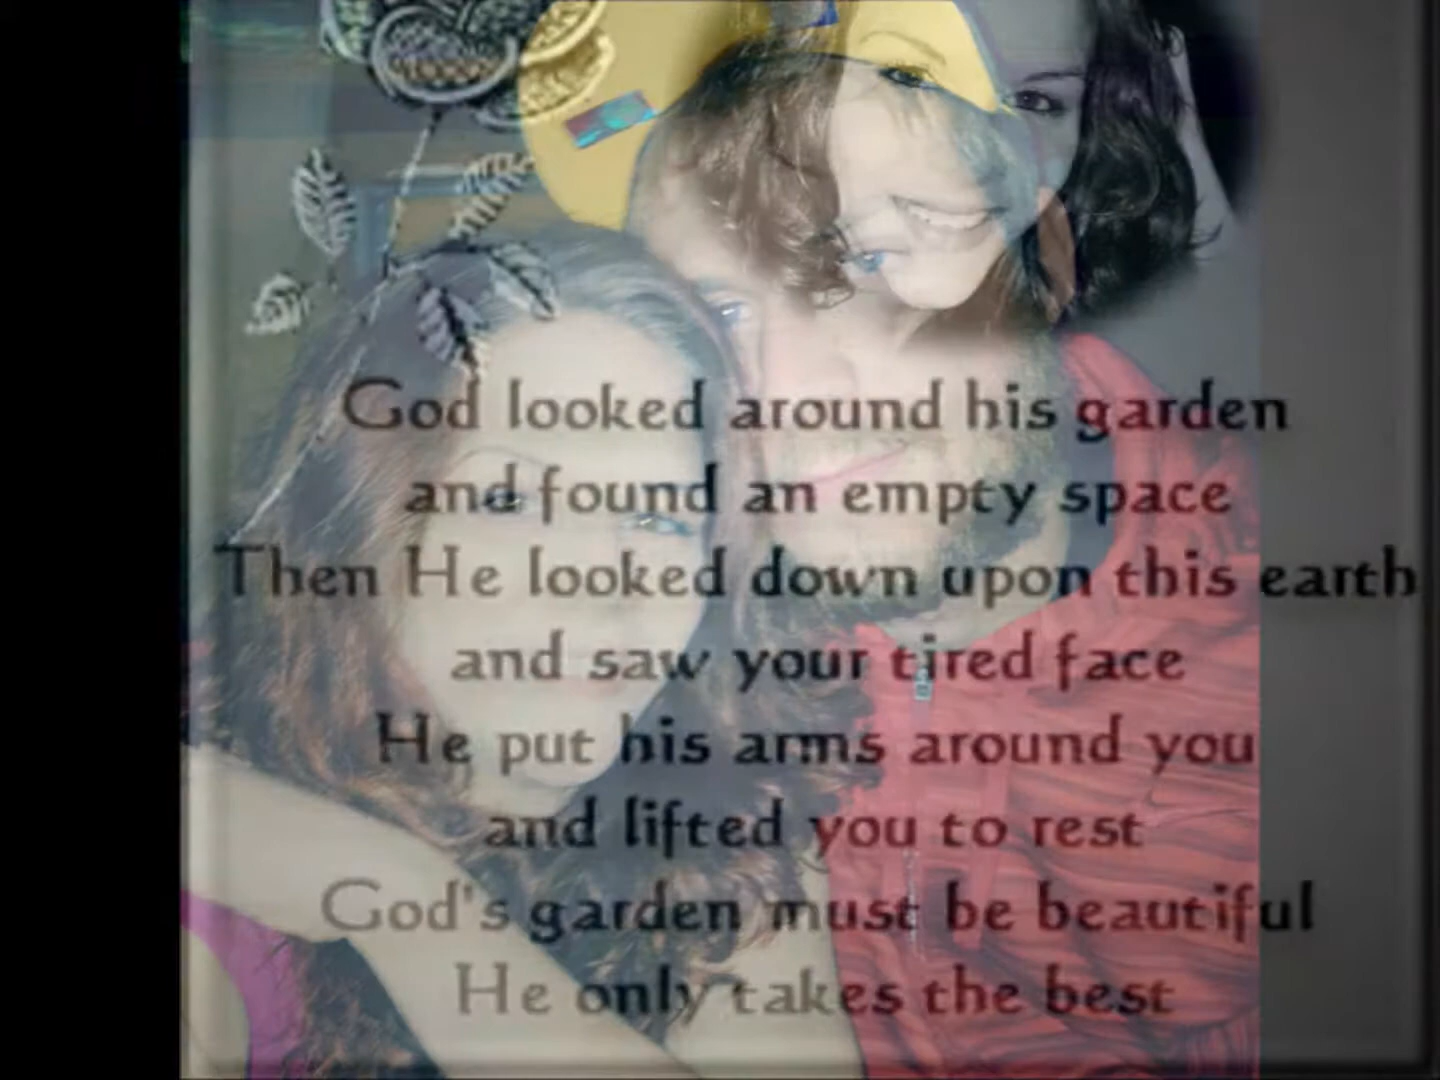 God looked around his garden
and found an empty space
Then He looked down upon this earth
and saw your tired face
He put his arms around you
and lifted you to rest
God's garden must be beautiful
He only takes the best